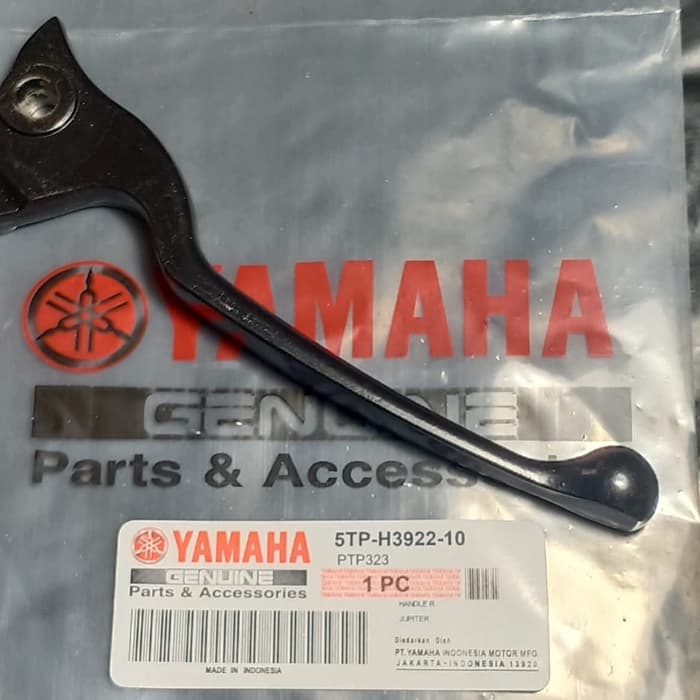 YAMAHA
GENUINE
Parts & Access
YAMAHA
GENUINE
Parts & Accessories
MADE IN INDONESIA
5TP-H3922-10
PTP323
1 PC
HANDLE R
JUPITER
Diedarkan Oleh
PT. YAMAHA INDONESIA MOTOR MFG
JAKARTA-INDONESIA 13920